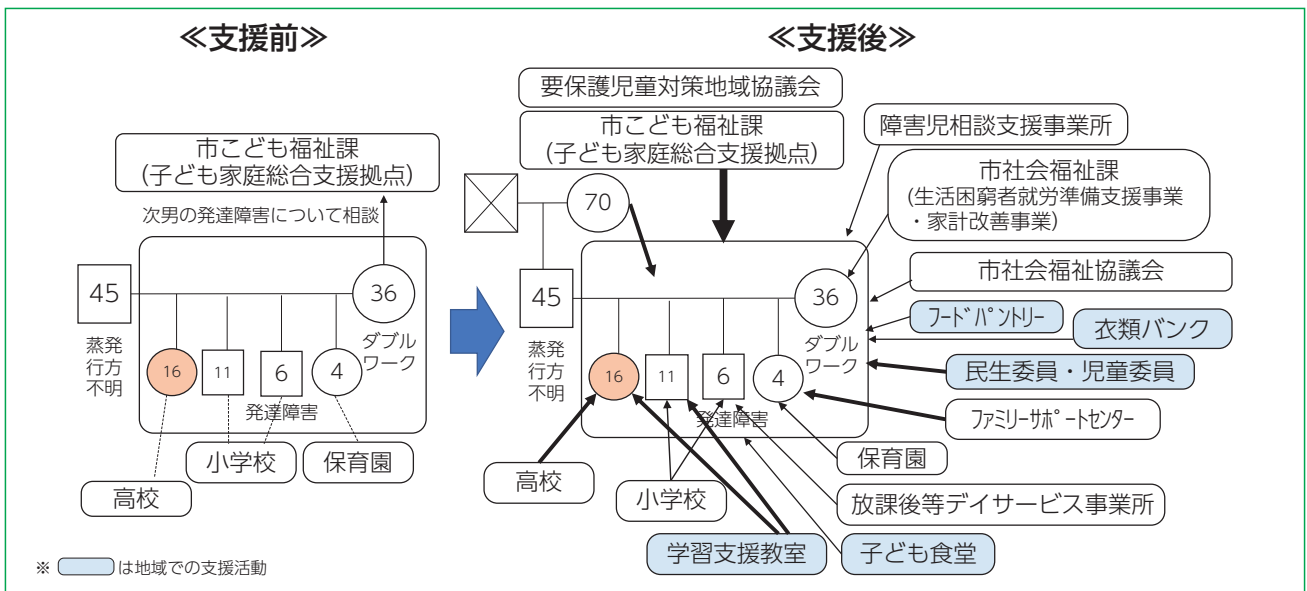 ≪支援前≫
市こども福祉課
(子ども家庭総合支援拠点)
次男の発達障害について相談
45
36
蒸発
行方
不明
ダブル
ワーク
16
11
6
4
発達障害
小学校
保育園
高校
※
は地域での支援活動
≪支援後≫
要保護児童対策地域協議会
市こども福祉課
(子ども家庭総合支援拠点)
障害児相談支援事業所
市社会福祉課
(生活困窮者就労準備支援事業
・家計改善事業)
70
市社会福祉協議会
45
36
フードパントリー
衣類バンク
蒸発
行方
不明
ダブル
ワーク
民生委員・児童委員
16
11
6
4
発達障害
ファミリーサポートセンター
保育園
高校
小学校
放課後等デイサービス事業所
学習支援教室
子ども食堂